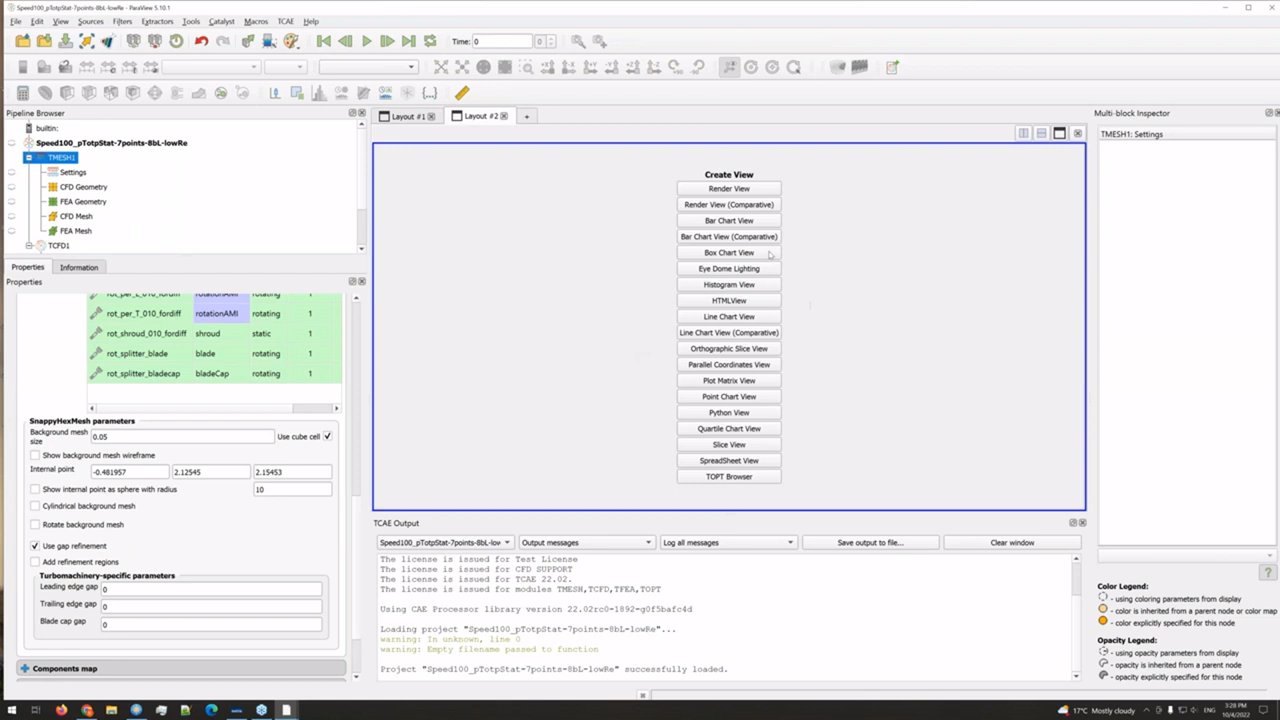 Speed100_pTotpStat-7points-8bL-lowRe* - ParaView 5.10.1
File Edit View Sources Filters Extractors Tools Catalyst Macros TCAE Help
Time: 0 0
Pipeline Browser
Layout #1
Layout #2
+
Multi-block Inspector
builtin:
Speed100_pTotpStat-7points-8bL-lowRe
TMESH1
Settings
CFD Geometry
FEA Geometry
CFD Mesh
FEA Mesh
TCFD1
TMESH1: Settings
Create View
Render View
Render View (Comparative)
Bar Chart View
Bar Chart View (Comparative)
Box Chart View
Eye Dome Lighting
Histogram View
HTMLView
Line Chart View
Line Chart View (Comparative)
Orthographic Slice View
Parallel Coordinates View
Plot Matrix View
Point Chart View
Python View
Quartile Chart View
Slice View
SpreadSheet View
TOPT Browser
Properties Information
Properties
rot_per_T_010_fordiff rotationAMI rotating 1
rot_shroud_010_fordiff shroud static 1
rot_splitter_blade blade rotating 1
rot_splitter_bladecap bladeCap rotating 1
SnappyHexMesh parameters
Background mesh size 0.05 Use cube cell
Show background mesh wireframe
Internal point -0.481957 2.12545 2.15453
Show internal point as sphere with radius 10
Cylindrical background mesh
Rotate background mesh
Use gap refinement
Add refinement regions
Turbomachinery-specific parameters
Leading edge gap 0
Trailing edge gap 0
Blade cap gap 0
Components map
TCAE Output
Speed100_pTotpStat-7points-8bL-lov Output messages Log all messages Save output to file... Clear window
The license is issued for Test License
The license is issued for CFD SUPPORT
The license is issued for TCAE 22.02.
The license is issued for modules TMESH,TCFD,TFEA,TOPT
Using CAE Processor library version 22.02rc0-1892-g0f5bafc4d
Loading project "Speed100_pTotpStat-7points-8bL-lowRe"...
warning: In unknown, line 0
warning: Empty filename passed to function
Project "Speed100_pTotpStat-7points-8bL-lowRe" successfully loaded.
?
Color Legend:
- using coloring parameters from display
- color is inherited from a parent node or color map
- color explicitly specified for this node
Opacity Legend:
- using opacity parameters from display
- opacity is inherited from a parent node
- opacity explicitly specified for this node
17°C Mostly cloudy ENG 3:28 PM
10/4/2022